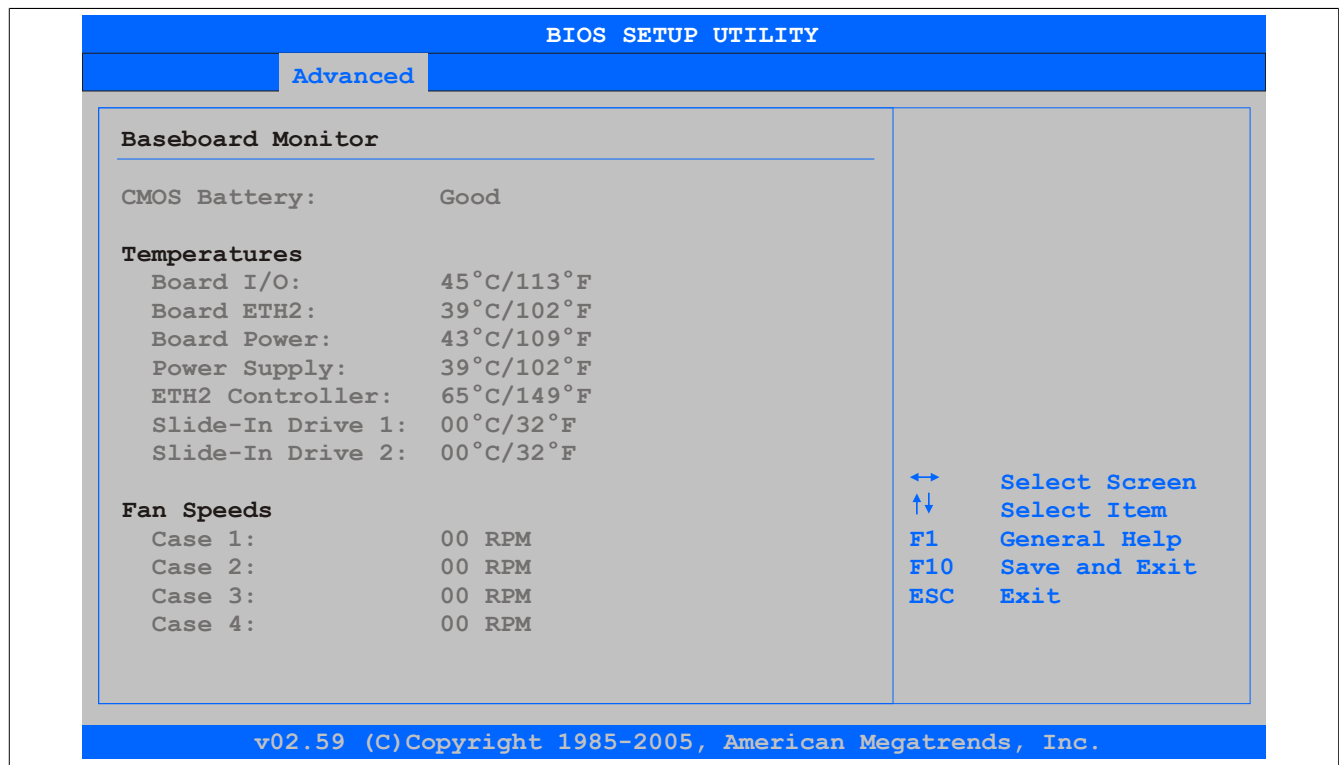 BIOS SETUP UTILITY
Advanced
Baseboard Monitor
CMOS Battery: Good
Temperatures
Board I/O: 45°C/113°F
Board ETH2: 39°C/102°F
Board Power: 43°C/109°F
Power Supply: 39°C/102°F
ETH2 Controller: 65°C/149°F
Slide-In Drive 1: 00°C/32°F
Slide-In Drive 2: 00°C/32°F
Fan Speeds
Case 1: 00 RPM
Case 2: 00 RPM
Case 3: 00 RPM
Case 4: 00 RPM
↔ Select Screen
↑↓ Select Item
F1 General Help
F10 Save and Exit
ESC Exit
v02.59 (C)Copyright 1985-2005, American Megatrends, Inc.